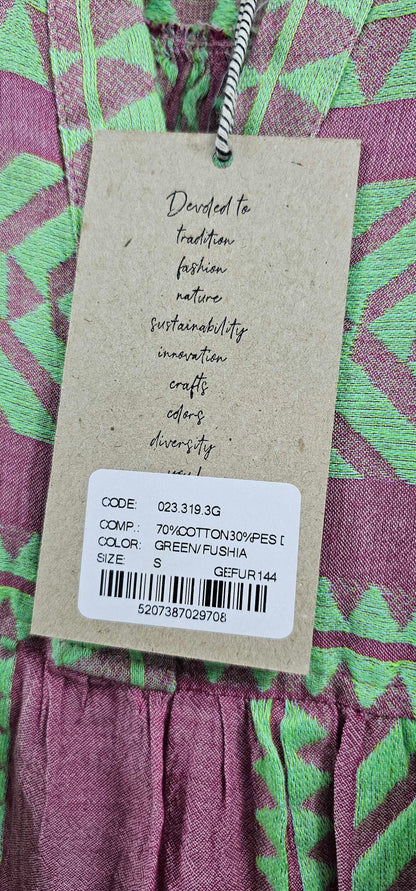 Devoted to
tradition
fashion
nature
sustainability
innovation
crafts
colors
diversity
you!
CODE: 023.319.3G
COMP.: 70%COTTON30%PES D
COLOR: GREEN/FUSHIA
SIZE: S GEFUR144
5207387029708